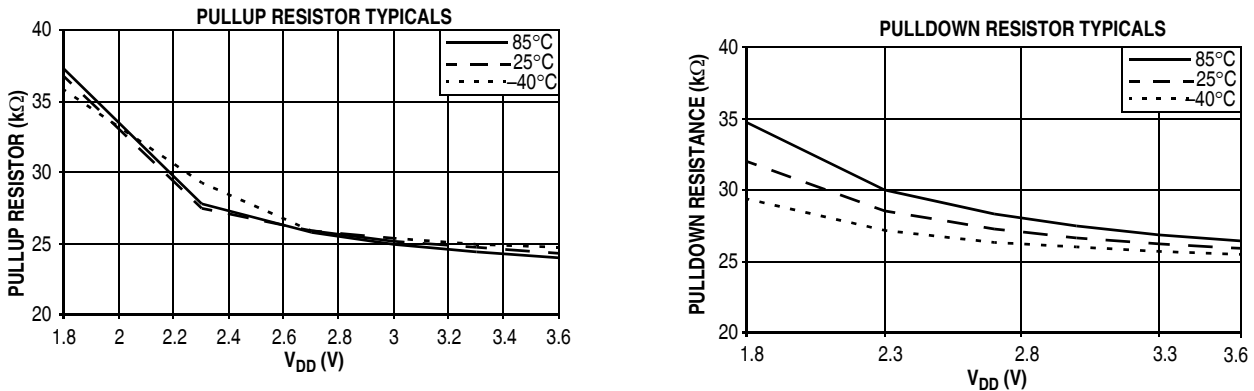 PULLUP RESISTOR TYPICALS
PULLUP RESISTOR (kΩ)
40
35
30
25
20
85°C
25°C
–40°C
1.8 2 2.2 2.4 2.6 2.8 3 3.2 3.4 3.6
VDD (V)
PULLDOWN RESISTOR TYPICALS
PULLDOWN RESISTANCE (kΩ)
40
35
30
25
20
85°C
25°C
–40°C
1.8 2.3 2.8 3.3 3.6
VDD (V)